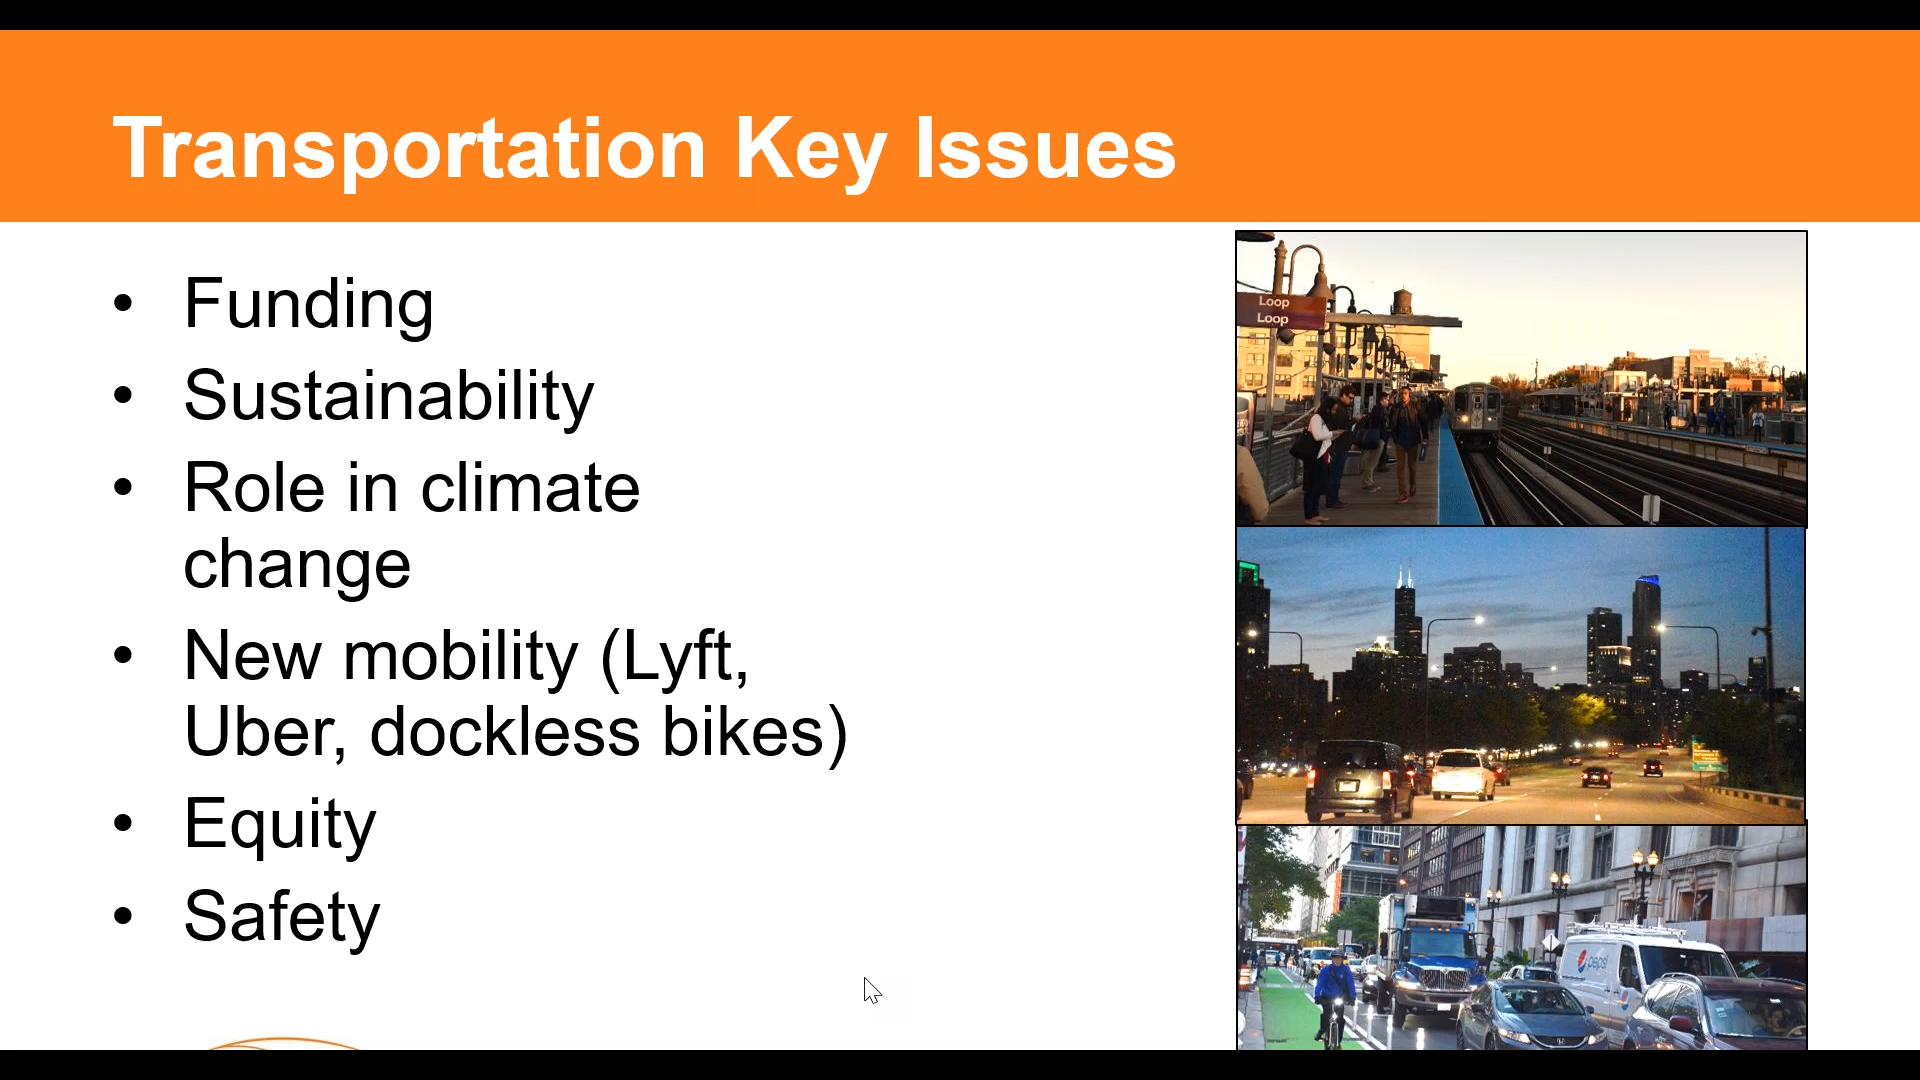 Transportation Key Issues
• Funding
• Sustainability
• Role in climate
change
• New mobility (Lyft,
Uber, dockless bikes)
• Equity
• Safety
Loop
Loop
pepsi